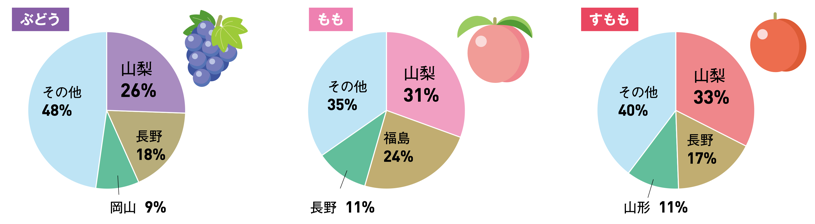 ぶどう
山梨
26%
長野
18%
岡山 9%
その他
48%
もも
山梨
31%
福島
24%
長野 11%
その他
35%
すもも
山梨
33%
長野
17%
山形 11%
その他
40%